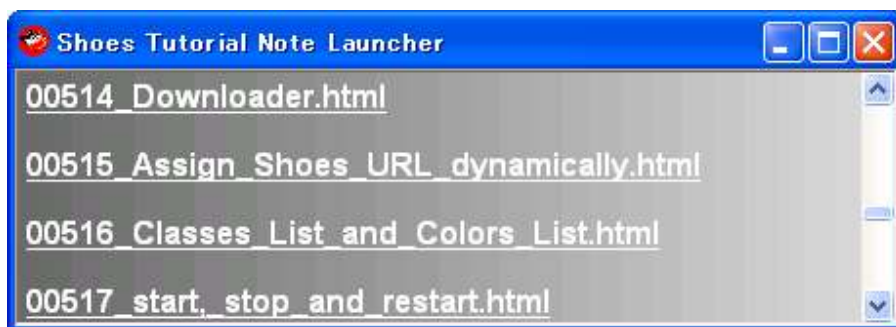 Shoes Tutorial Note Launcher
00514_Downloader.html
00515_Assign_Shoes_URL_dynamically.html
00516_Classes_List_and_Colors_List.html
00517_start,_stop_and_restart.html